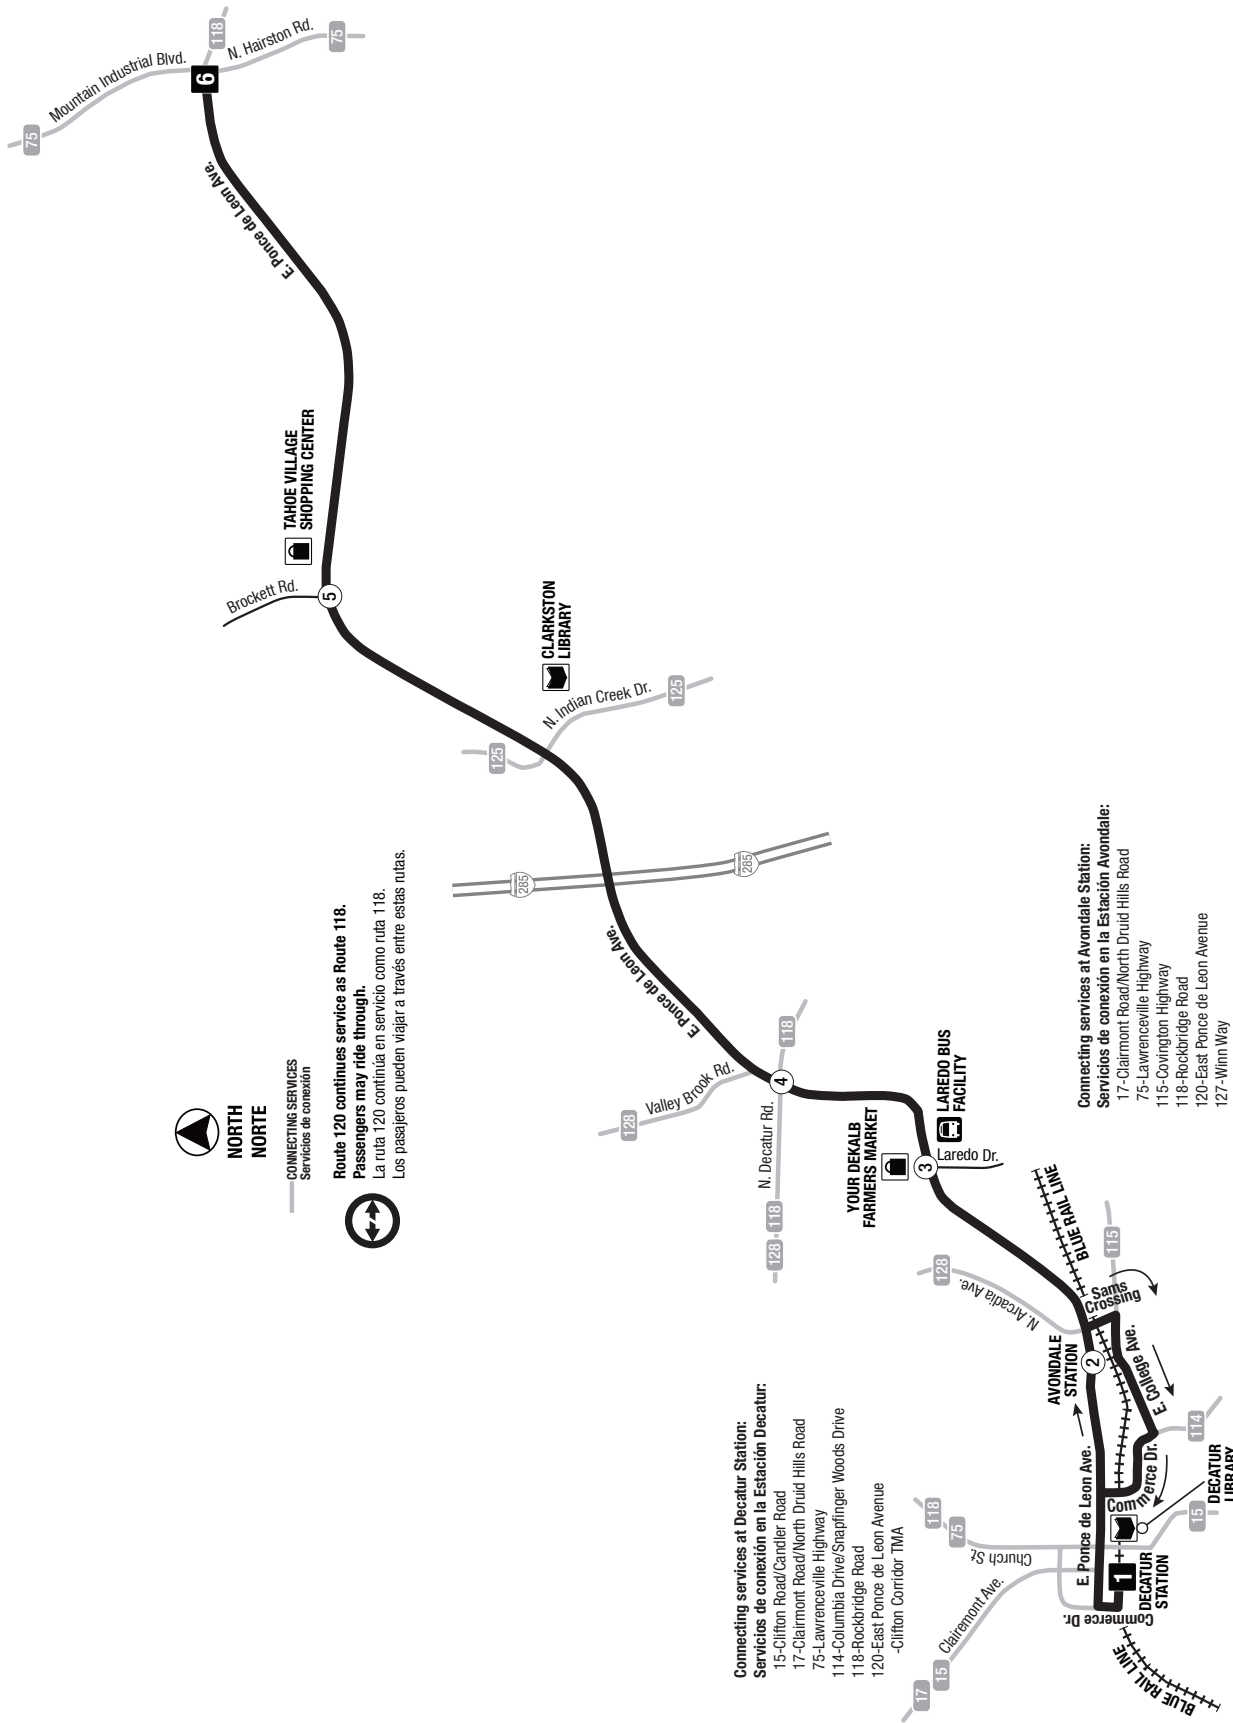 NORTH
NORTE
CONNECTING SERVICES
Servicios de conexión
Route 120 continues service as Route 118.
Passengers may ride through.
La ruta 120 continúa en servicio como ruta 118.
Los pasajeros pueden viajar a través entre estas rutas.
75
Mountain Industrial Blvd.
118
N. Hairston Rd.
75
6
E. Ponce de Leon Ave.
TAHOE VILLAGE
SHOPPING CENTER
Brockett Rd.
5
CLARKSTON
LIBRARY
125
N. Indian Creek Dr.
125
285
285
E. Ponce de Leon Ave.
128
Valley Brook Rd.
118
4
N. Decatur Rd.
128
118
YOUR DEKALB
FARMERS MARKET
LAREDO BUS
FACILITY
3
Laredo Dr.
128
N. Arcadia Ave.
BLUE RAIL LINE
115
Sams
Crossing
AVONDALE
STATION
2
E. College Ave.
E. Ponce de Leon Ave.
Commerce Dr.
114
DECATUR
LIBRARY
118
75
Church St.
15
1
DECATUR
STATION
Commerce Dr.
Clairemont Ave.
17
15
BLUE RAIL LINE
Connecting services at Decatur Station:
Servicios de conexión en la Estación Decatur:
15-Clifton Road/Candler Road
17-Clairmont Road/North Druid Hills Road
75-Lawrenceville Highway
114-Columbia Drive/Snapfinger Woods Drive
118-Rockbridge Road
120-East Ponce de Leon Avenue
-Clifton Corridor TMA
Connecting services at Avondale Station:
Servicios de conexión en la Estación Avondale:
17-Clairmont Road/North Druid Hills Road
75-Lawrenceville Highway
115-Covington Highway
118-Rockbridge Road
120-East Ponce de Leon Avenue
127-Winn Way